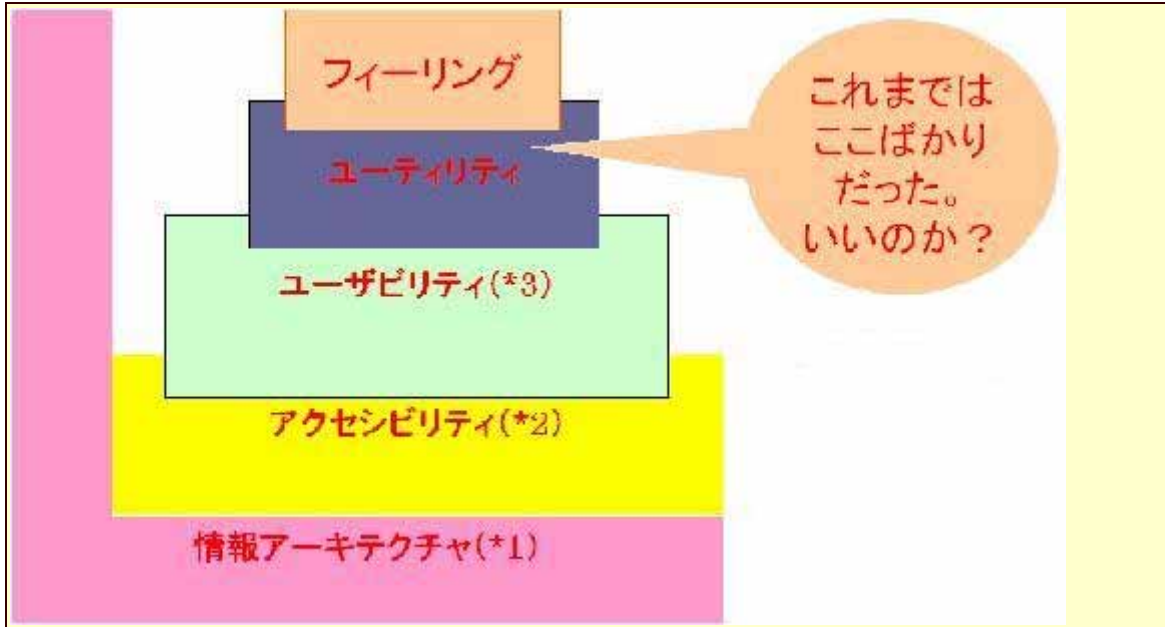 フィーリング
ユーティリティ
ユーザビリティ(*3)
アクセシビリティ(*2)
情報アーキテクチャ(*1)
これまでは
ここばかり
だった。
いいのか？